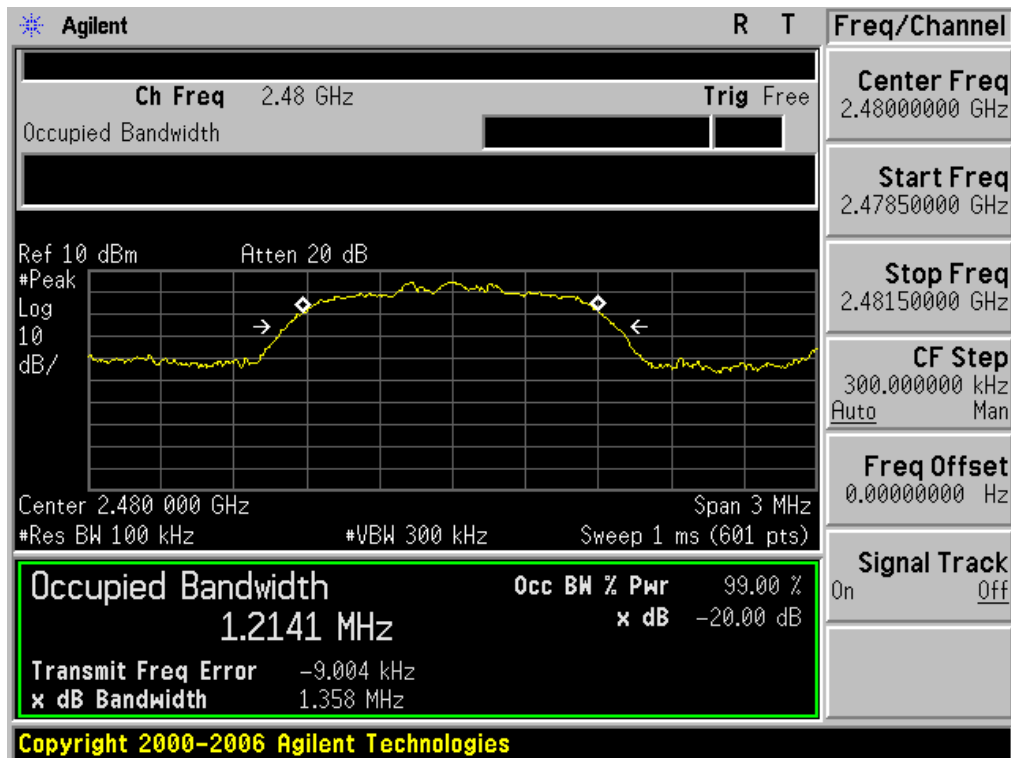 Agilent R T
Ch Freq 2.48 GHz Trig Free
Occupied Bandwidth
Ref 10 dBm Atten 20 dB
#Peak
Log
10
dB/
Center 2.480 000 GHz Span 3 MHz
#Res BW 100 kHz #VBW 300 kHz Sweep 1 ms (601 pts)
Occupied Bandwidth Occ BW % Pwr 99.00 %
1.2141 MHz x dB -20.00 dB
Transmit Freq Error -9.004 kHz
x dB Bandwidth 1.358 MHz
Copyright 2000-2006 Agilent Technologies
Freq/Channel
Center Freq
2.48000000 GHz
Start Freq
2.47850000 GHz
Stop Freq
2.48150000 GHz
CF Step
300.000000 kHz
Auto Man
Freq Offset
0.00000000 Hz
Signal Track
On Off